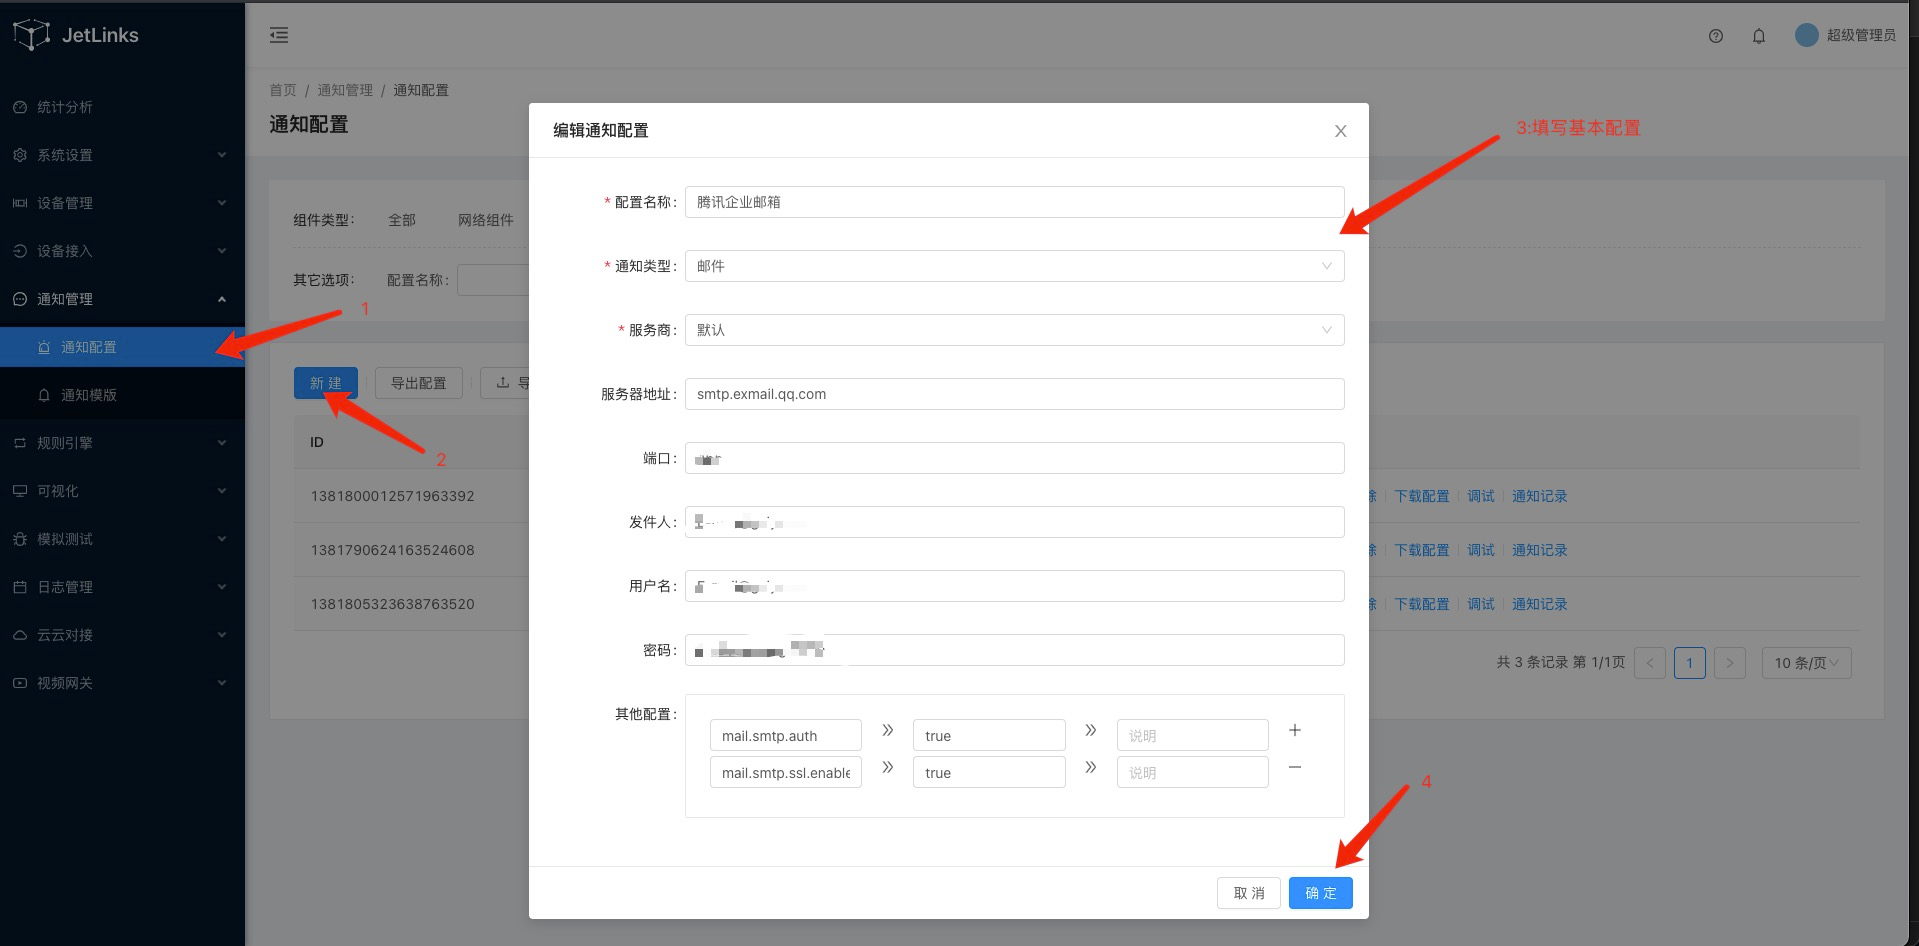 JetLinks
超级管理员
统计分析
系统设置
设备管理
设备接入
通知管理
通知配置
通知模版
规则引擎
可视化
模拟测试
日志管理
云云对接
视频网关
首页 / 通知管理 / 通知配置
通知配置
组件类型: 全部 网络组件
其它选项: 配置名称:
新 建 导出配置
ID
1381800012571963392
下载配置 调试 通知记录
1381790624163524608
下载配置 调试 通知记录
1381805323638763520
下载配置 调试 通知记录
共 3 条记录 第 1/1页 < 1 > 10 条/页
编辑通知配置
* 配置名称: 腾讯企业邮箱
* 通知类型: 邮件
* 服务商: 默认
服务器地址: smtp.exmail.qq.com
端口:
发件人:
用户名:
密码:
其他配置:
mail.smtp.auth » true » 说明 +
mail.smtp.ssl.enable » true » 说明 −
取 消 确 定
1
2
3:填写基本配置
4